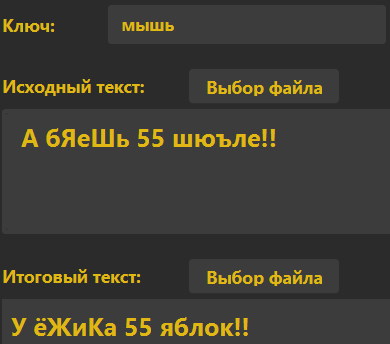 Ключ: мышь
Исходный текст: Выбор файла
А бЯеШь 55 шюъле!!
Итоговый текст: Выбор файла
У ёЖиКа 55 яблок!!